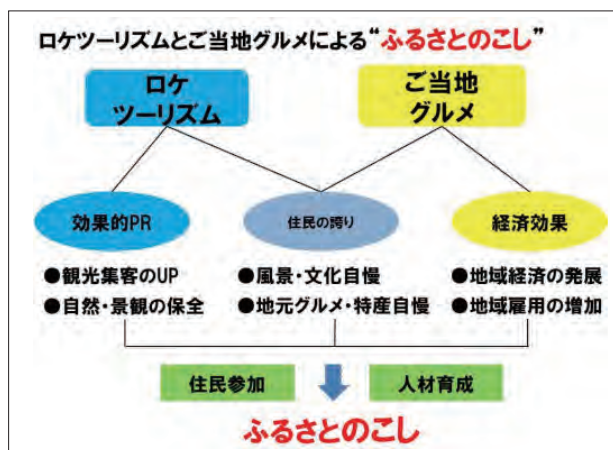 ロケツーリズムとご当地グルメによる“ふるさとのこし”
ロケ
ツーリズム
ご当地
グルメ
効果的PR
住民の誇り
経済効果
●観光集客のUP
●自然・景観の保全
●風景・文化自慢
●地元グルメ・特産自慢
●地域経済の発展
●地域雇用の増加
住民参加
人材育成
ふるさとのこし